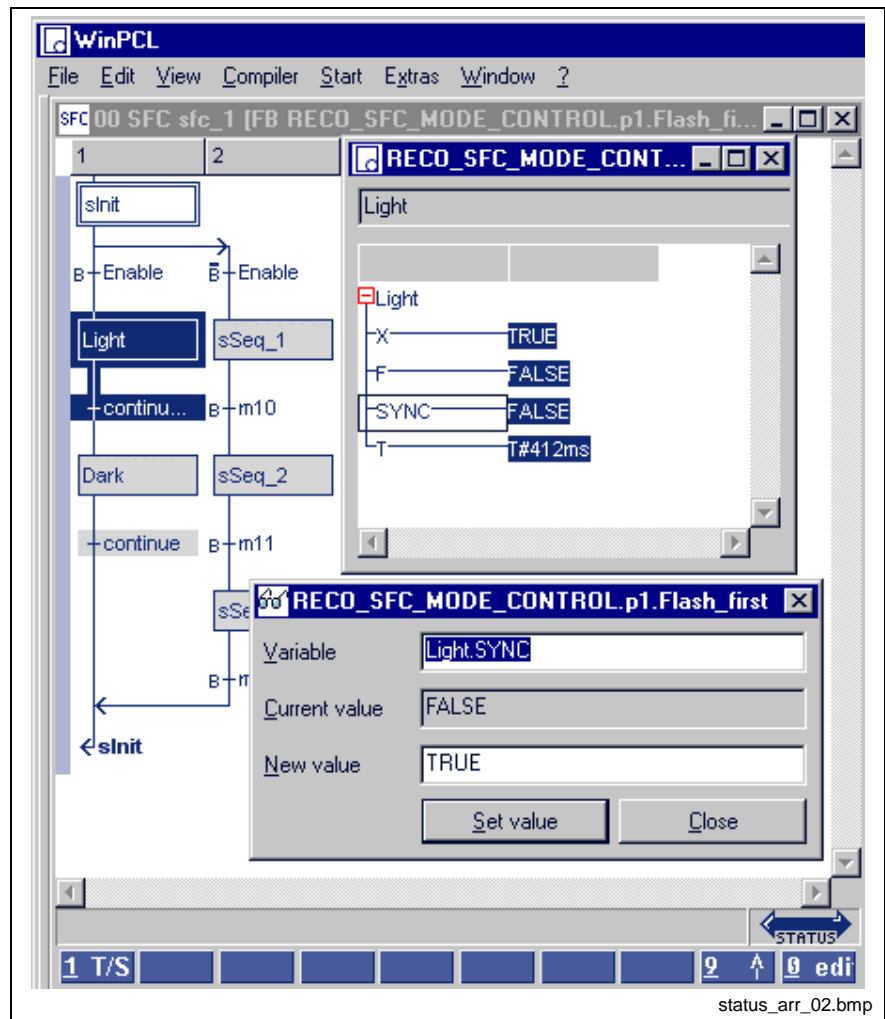 WinPCL
File Edit View Compiler Start Extras Window ?
SFC 00 SFC sfc_1 [FB RECO_SFC_MODE_CONTROL.p1.Flash_fi...
1 2
RECO_SFC_MODE_CONT...
sInit
Light
B Enable B̅ Enable
Light
Light sSeq_1
X TRUE
F FALSE
continu... B m10
SYNC FALSE
T T#412ms
Dark sSeq_2
continue B m11
sSe
RECO_SFC_MODE_CONTROL.p1.Flash_first
Variable Light.SYNC
B
Current value FALSE
sInit
New value TRUE
Set value Close
STATUS
1 T/S 9 0 edi
status_arr_02.bmp